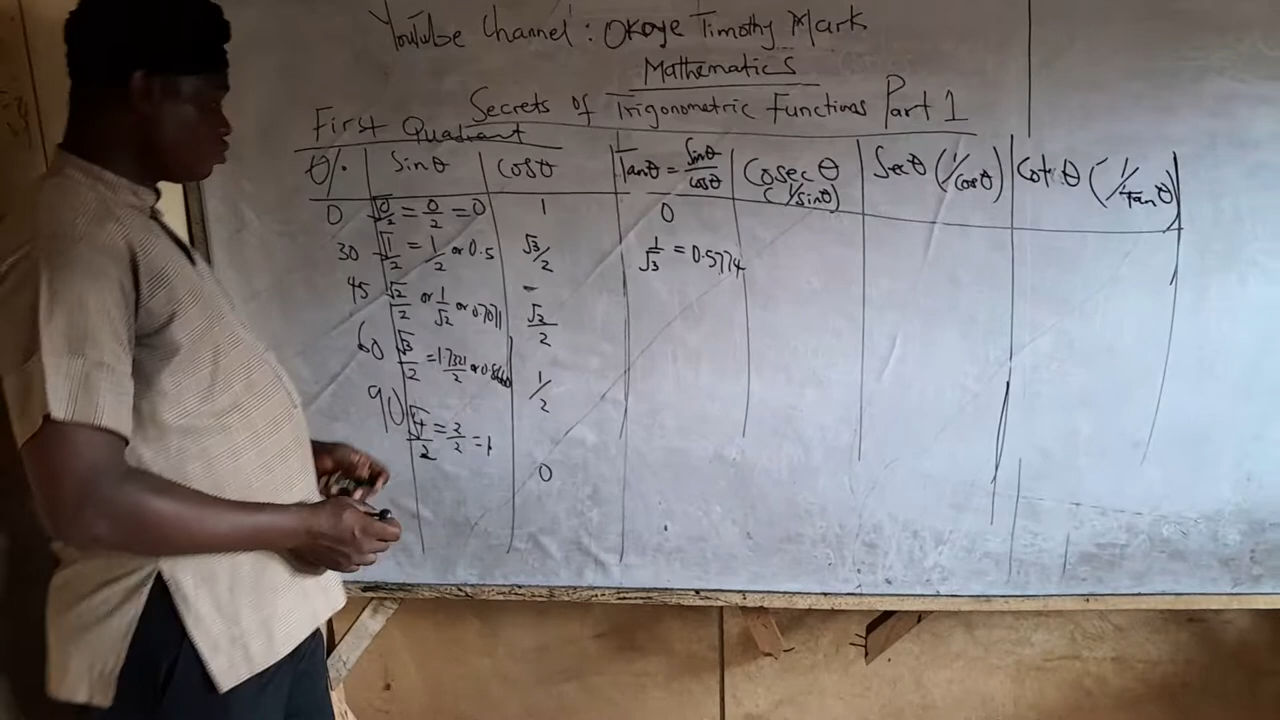 YouTube Channel: Okoye Timothy Mark
Mathematics
Secrets of Trigonometric Functions Part 1
First Quadrant
θ/. Sinθ Cosθ Tanθ = Sinθ/Cosθ Cosec θ (1/sinθ) Sec θ (1/cosθ) Cot θ (1/Tan θ)
0 √0/2 = 0/2 = 0 1 0
30 √1/2 = 1/2 or 0.5 √3/2 1/√3 = 0.5774
45 √2/2 or 1/√2 or 0.7071 √2/2
60 √3/2 = 1.7321/2 or 0.8660 1/2
90 √4/2 = 2/2 = 1 0